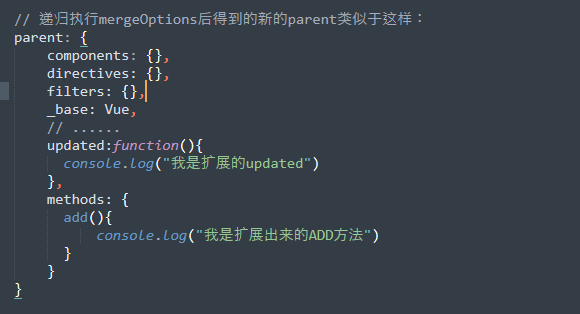 // 递归执行mergeOptions后得到的新的parent类似于这样：
parent: {
components: {},
directives: {},
filters: {},
_base: Vue,
// ......
updated:function(){
console.log("我是扩展的updated")
},
methods: {
add(){
console.log("我是扩展出来的ADD方法")
}
}
}